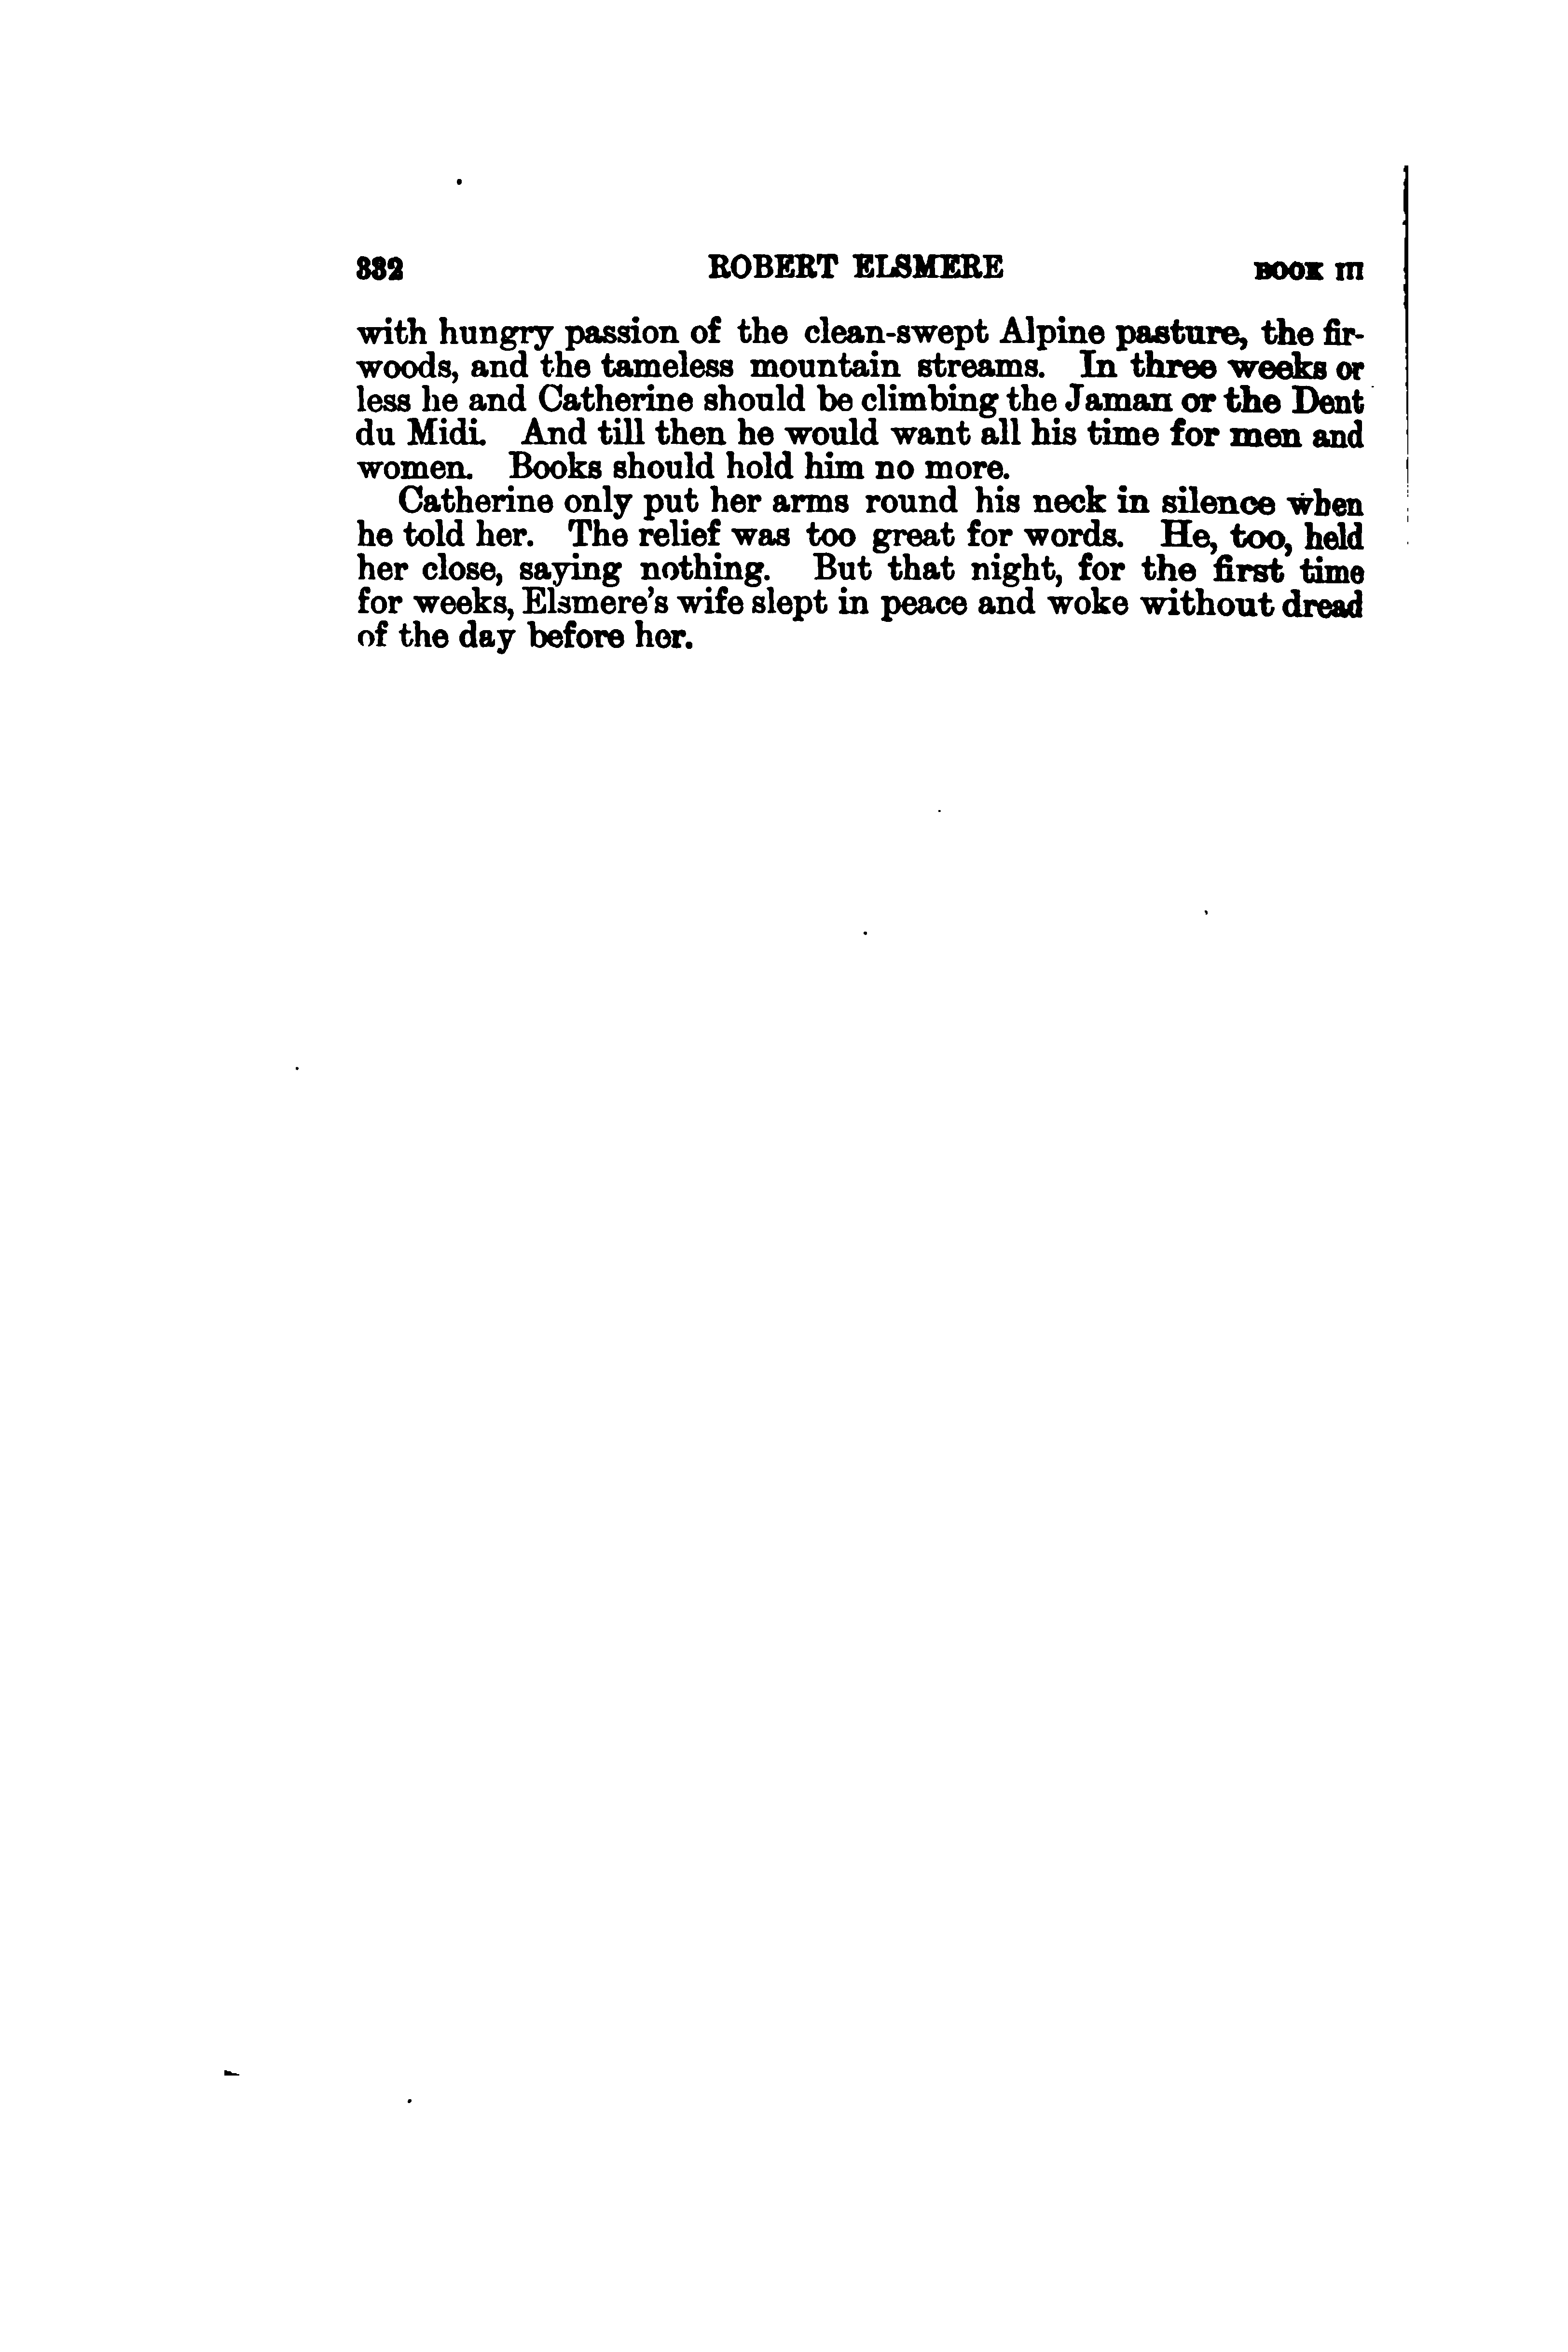 332 ROBERT ELSMERE BOOK III
with hungry passion of the clean-swept Alpine pasture, the fir-
woods, and the tameless mountain streams. In three weeks or
less he and Catherine should be climbing the Jaman or the Dent
du Midi. And till then he would want all his time for men and
women. Books should hold him no more.
Catherine only put her arms round his neck in silence when
he told her. The relief was too great for words. He, too, held
her close, saying nothing. But that night, for the first time
for weeks, Elsmere's wife slept in peace and woke without dread
of the day before her.